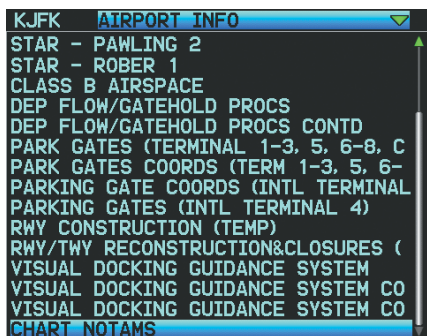 KJFK AIRPORT INFO
STAR - PAWLING 2
STAR - ROBER 1
CLASS B AIRSPACE
DEP FLOW/GATEHOLD PROCS
DEP FLOW/GATEHOLD PROCS CONTD
PARK GATES (TERMINAL 1-3, 5, 6-8, C
PARK GATES COORDS (TERM 1-3, 5, 6-
PARKING GATE COORDS (INTL TERMINAL
PARKING GATES (INTL TERMINAL 4)
RWY CONSTRUCTION (TEMP)
RWY/TWY RECONSTRUCTION&CLOSURES (
VISUAL DOCKING GUIDANCE SYSTEM
VISUAL DOCKING GUIDANCE SYSTEM CO
VISUAL DOCKING GUIDANCE SYSTEM CO
CHART NOTAMS